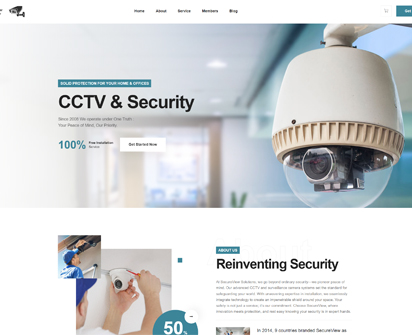 Home About Service Members Blog
Get
SOLID PROTECTION FOR YOUR HOME & OFFICES
CCTV & Security
Since 2008 We operate under One Truth:
Your Peace of Mind, Our Priority.
100%
Free Installation
Get Started Now
ABOUT US
Reinventing Security
At SecureView Solutions, we go beyond ordinary security - we promise peace of
mind. Our advanced CCTV and surveillance camera systems set the standard for
safeguarding your world. With unwavering expertise in installation, we seamlessly
integrate technology to create an impenetrable shield around your space. Your
safety is not just a service, it's our commitment. Choose SecureView, where
innovation meets protection, and rest easy knowing your security is in expert hands.
50
In 2014, 9 countries branded SecureView as